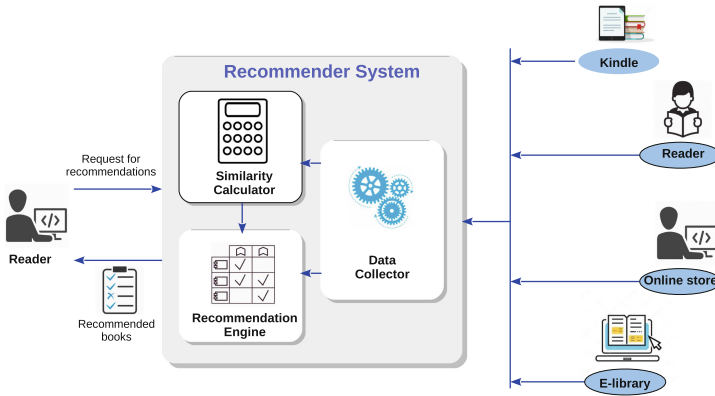 Recommender System
Kindle
Reader
Online store
E-library
Similarity
Calculator
Data
Collector
Recommendation
Engine
Request for
recommendations
Reader
Recommended
books